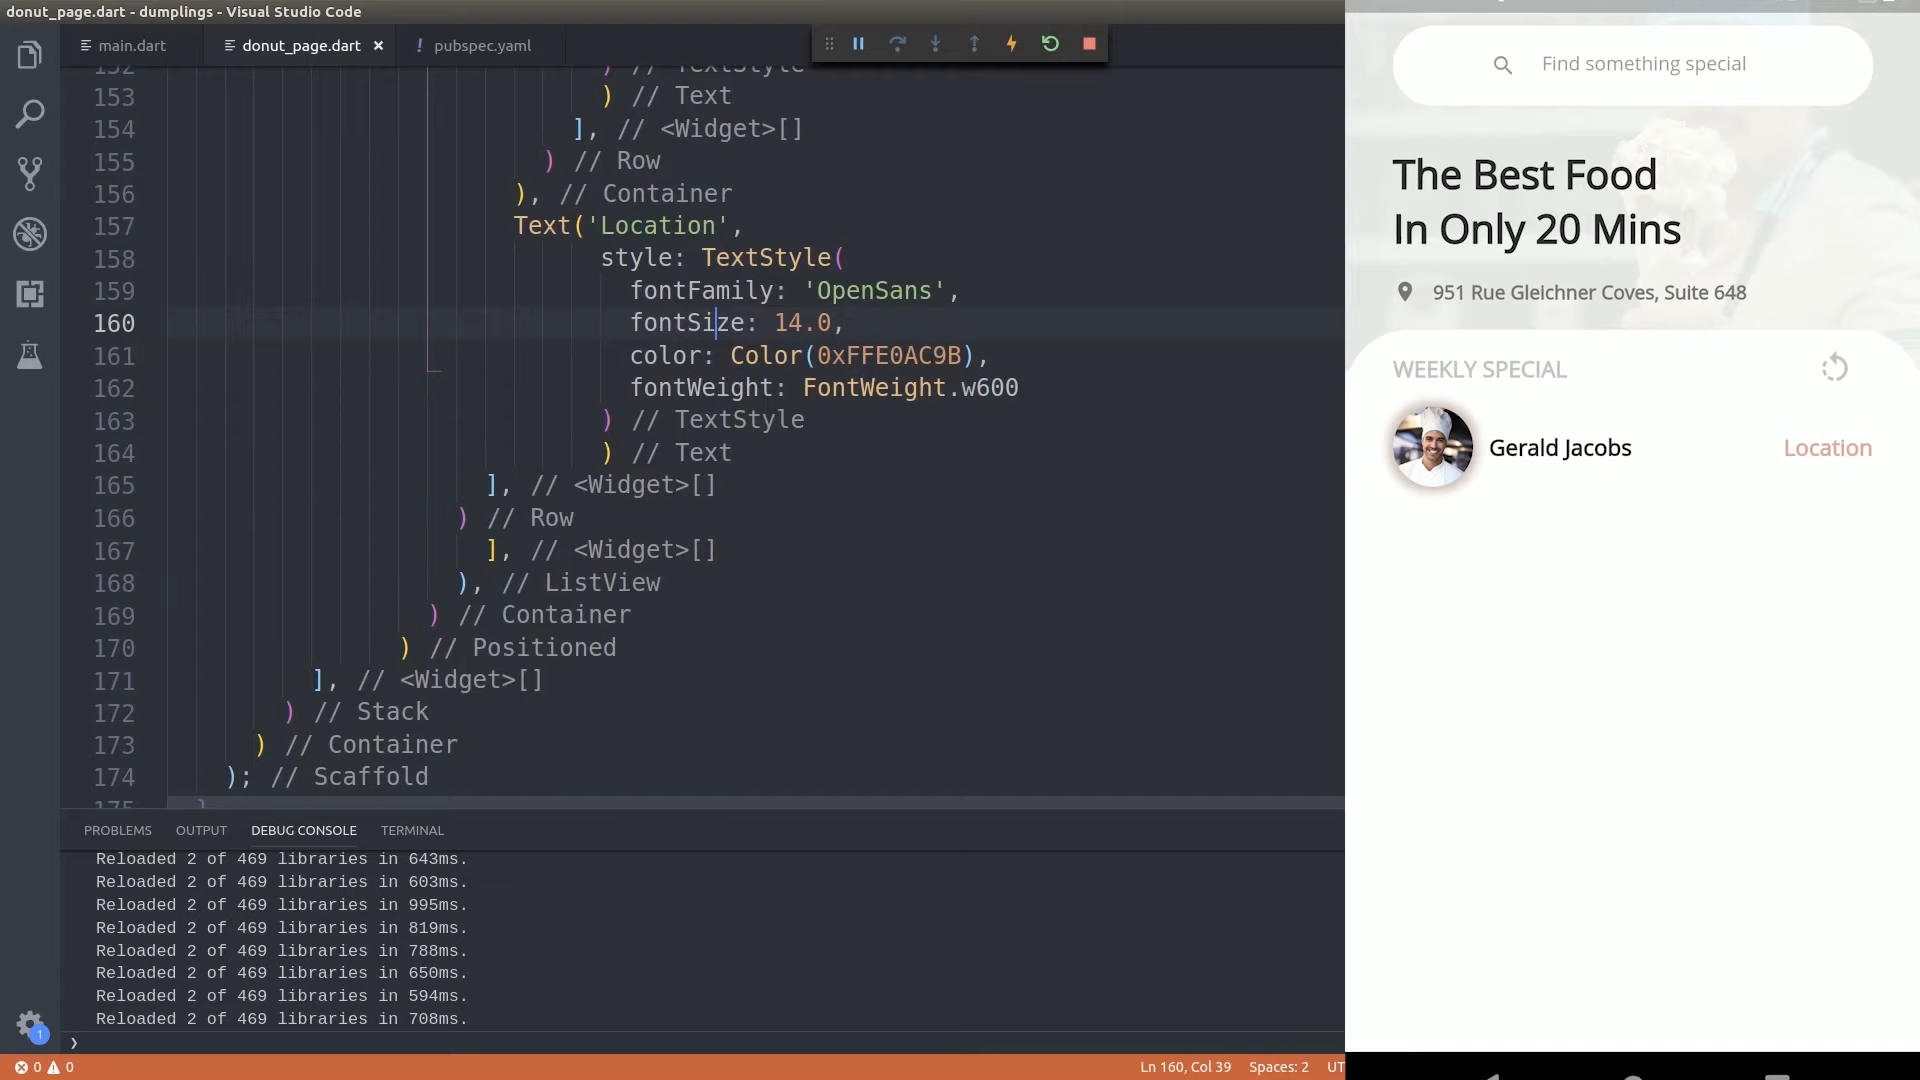 donut_page.dart - dumplings - Visual Studio Code
main.dart
donut_page.dart
pubspec.yaml
152 ) // TextStyle
153 ) // Text
154 ], // <Widget>[]
155 ) // Row
156 ), // Container
157 Text('Location',
158 style: TextStyle(
159 fontFamily: 'OpenSans',
160 fontSize: 14.0,
161 color: Color(0xFFE0AC9B),
162 fontWeight: FontWeight.w600
163 ) // TextStyle
164 ) // Text
165 ], // <Widget>[]
166 ) // Row
167 ], // <Widget>[]
168 ), // ListView
169 ) // Container
170 ) // Positioned
171 ], // <Widget>[]
172 ) // Stack
173 ) // Container
174 ); // Scaffold
175 }
PROBLEMS OUTPUT DEBUG CONSOLE TERMINAL
Reloaded 2 of 469 libraries in 643ms.
Reloaded 2 of 469 libraries in 603ms.
Reloaded 2 of 469 libraries in 995ms.
Reloaded 2 of 469 libraries in 819ms.
Reloaded 2 of 469 libraries in 788ms.
Reloaded 2 of 469 libraries in 650ms.
Reloaded 2 of 469 libraries in 594ms.
Reloaded 2 of 469 libraries in 708ms.
1
0 0
Ln 160, Col 39 Spaces: 2 UT
Find something special
The Best Food
In Only 20 Mins
951 Rue Gleichner Coves, Suite 648
WEEKLY SPECIAL
Gerald Jacobs
Location